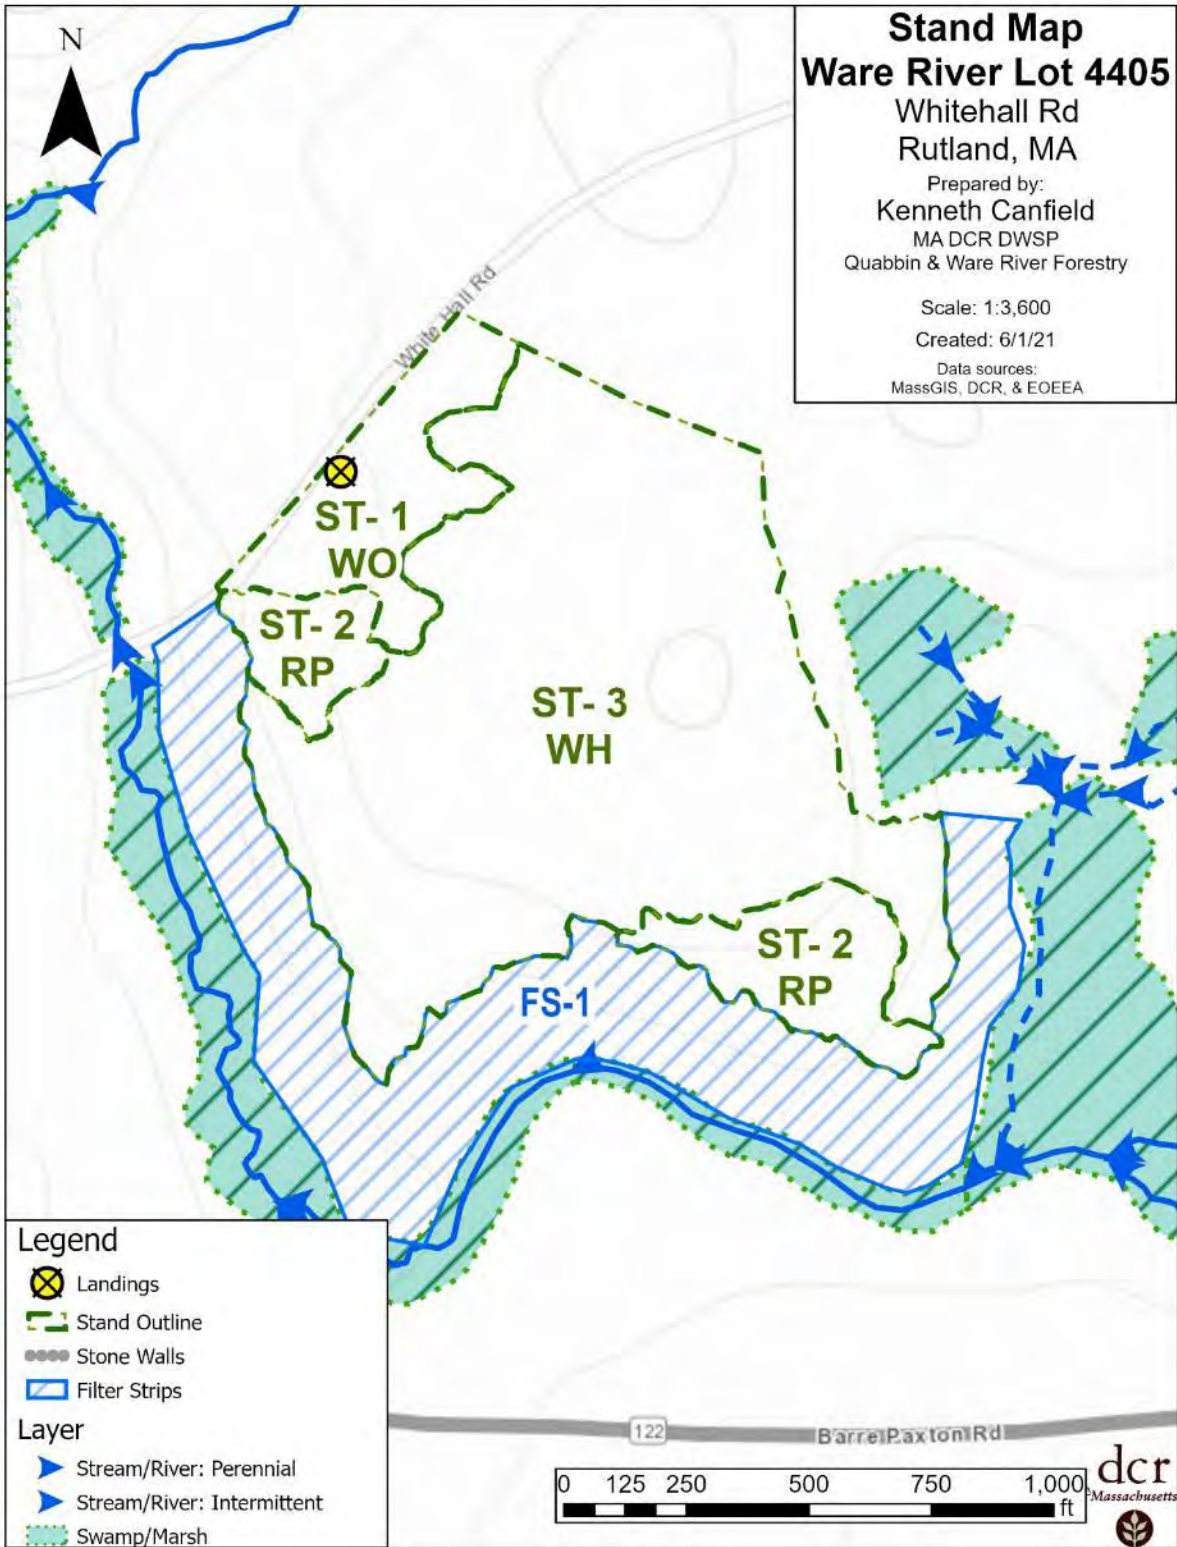 N
Stand Map
Ware River Lot 4405
Whitehall Rd
Rutland, MA
Prepared by:
Kenneth Canfield
MA DCR DWSP
Quabbin & Ware River Forestry
Scale: 1:3,600
Created: 6/1/21
Data sources:
MassGIS, DCR, & EOEEA
White Hall Rd
ST- 1
WO
ST- 2
RP
ST- 3
WH
ST- 2
RP
FS-1
Legend
Landings
Stand Outline
Stone Walls
Filter Strips
Layer
Stream/River: Perennial
Stream/River: Intermittent
Swamp/Marsh
122
Barre Paxton Rd
0 125 250 500 750 1,000
ft
dcr
Massachusetts